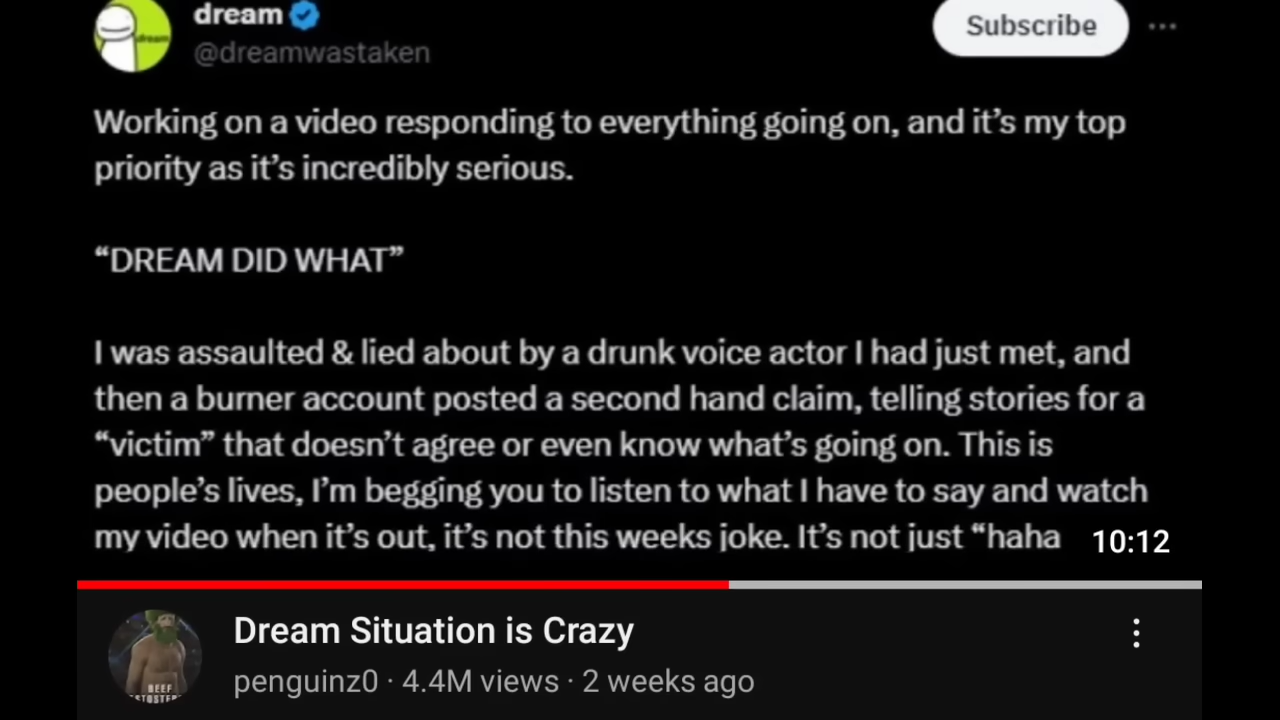 dream
@dreamwastaken
Subscribe
Working on a video responding to everything going on, and it’s my top
priority as it’s incredibly serious.
“DREAM DID WHAT”
I was assaulted & lied about by a drunk voice actor I had just met, and
then a burner account posted a second hand claim, telling stories for a
“victim” that doesn’t agree or even know what’s going on. This is
people’s lives, I’m begging you to listen to what I have to say and watch
my video when it’s out, it’s not this weeks joke. It’s not just “haha
10:12
Dream Situation is Crazy
penguinz0 · 4.4M views · 2 weeks ago
BEEF